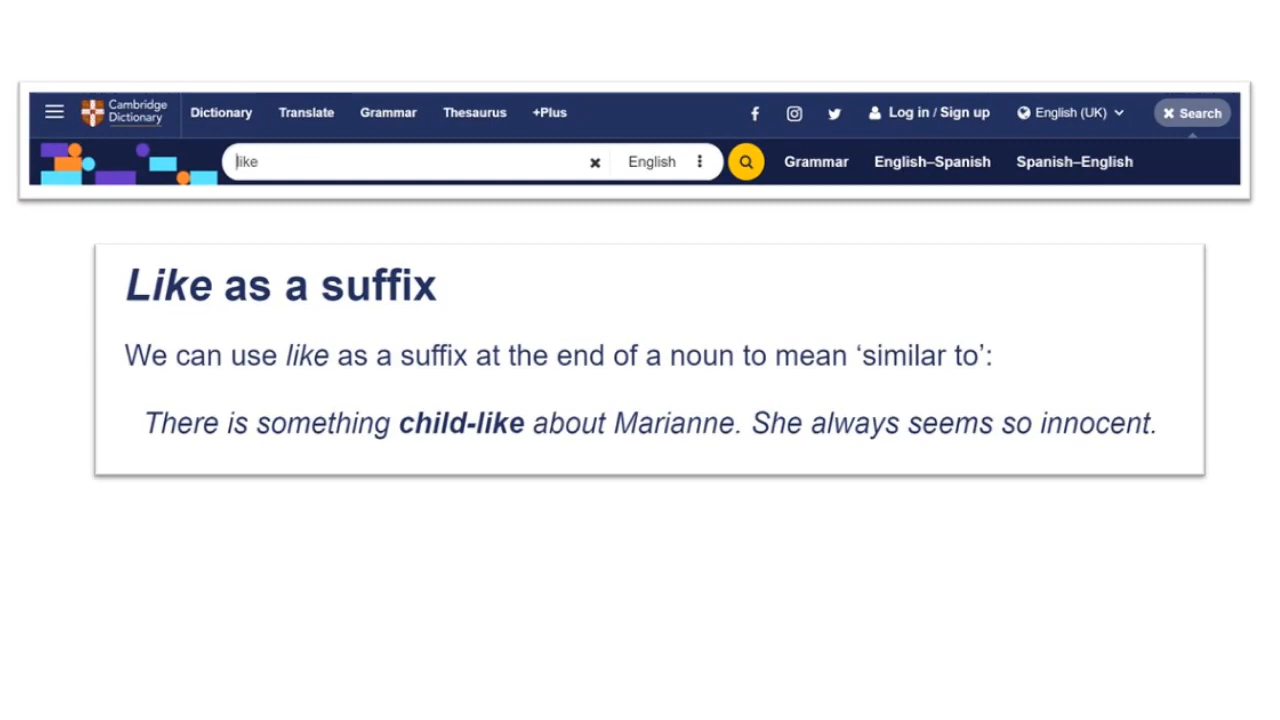 Cambridge
Dictionary
Dictionary Translate Grammar Thesaurus +Plus Log in / Sign up English (UK) Search
like English Grammar English–Spanish Spanish–English
Like as a suffix
We can use like as a suffix at the end of a noun to mean ‘similar to’:
There is something child-like about Marianne. She always seems so innocent.